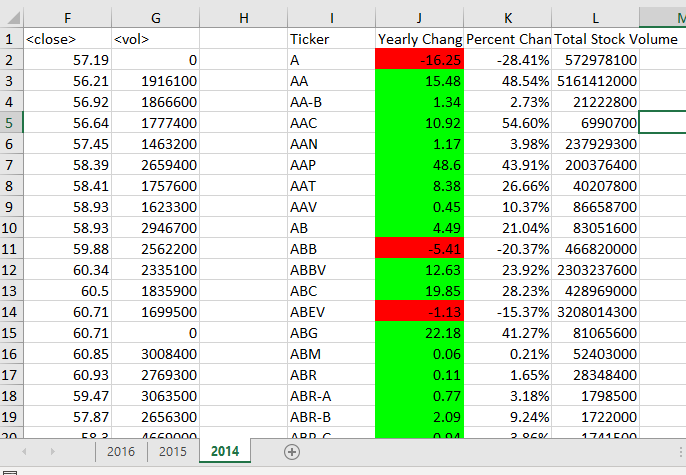 F G H I J K L M
1 <close> <vol> Ticker Yearly Chang Percent Chan Total Stock Volume
2 57.19 0 A -16.25 -28.41% 572978100
3 56.21 1916100 AA 15.48 48.54% 5161412000
4 56.92 1866600 AA-B 1.34 2.73% 21222800
5 56.64 1777400 AAC 10.92 54.60% 6990700
6 57.45 1463200 AAN 1.17 3.98% 237929300
7 58.39 2659400 AAP 48.6 43.91% 200376400
8 58.41 1757600 AAT 8.38 26.66% 40207800
9 58.93 1623300 AAV 0.45 10.37% 86658700
10 58.93 2946700 AB 4.49 21.04% 83051600
11 59.88 2562200 ABB -5.41 -20.37% 466820000
12 60.34 2335100 ABBV 12.63 23.92% 2303237600
13 60.5 1835900 ABC 19.85 28.23% 428969000
14 60.71 1699500 ABEV -1.13 -15.37% 3208014300
15 60.71 0 ABG 22.18 41.27% 81065600
16 60.85 3008400 ABM 0.06 0.21% 52403000
17 60.93 2769300 ABR 0.11 1.65% 28348400
18 59.47 3063500 ABR-A 0.77 3.18% 1798500
19 57.87 2656300 ABR-B 2.09 9.24% 1722000
20 58.3 4669000 ABR-C 0.94 3.86% 1741500
2016 2015 2014